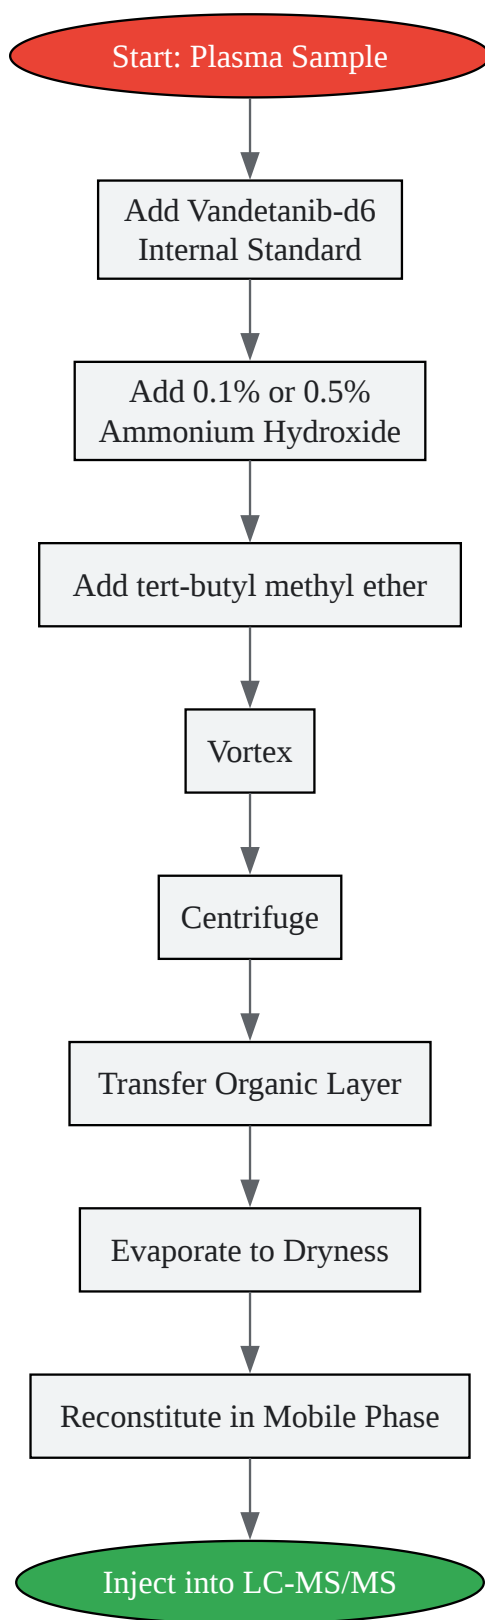 Start: Plasma Sample
Add Vandetanib-d6
Internal Standard
Add 0.1% or 0.5%
Ammonium Hydroxide
Add tert-butyl methyl ether
Vortex
Centrifuge
Transfer Organic Layer
Evaporate to Dryness
Reconstitute in Mobile Phase
Inject into LC-MS/MS